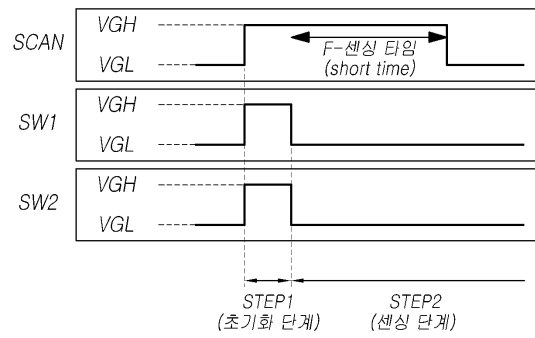 SCAN
VGH
VGL
F-센싱 타임
(short time)
SW1
VGH
VGL
SW2
VGH
VGL
STEP1
(초기화 단계)
STEP2
(센싱 단계)